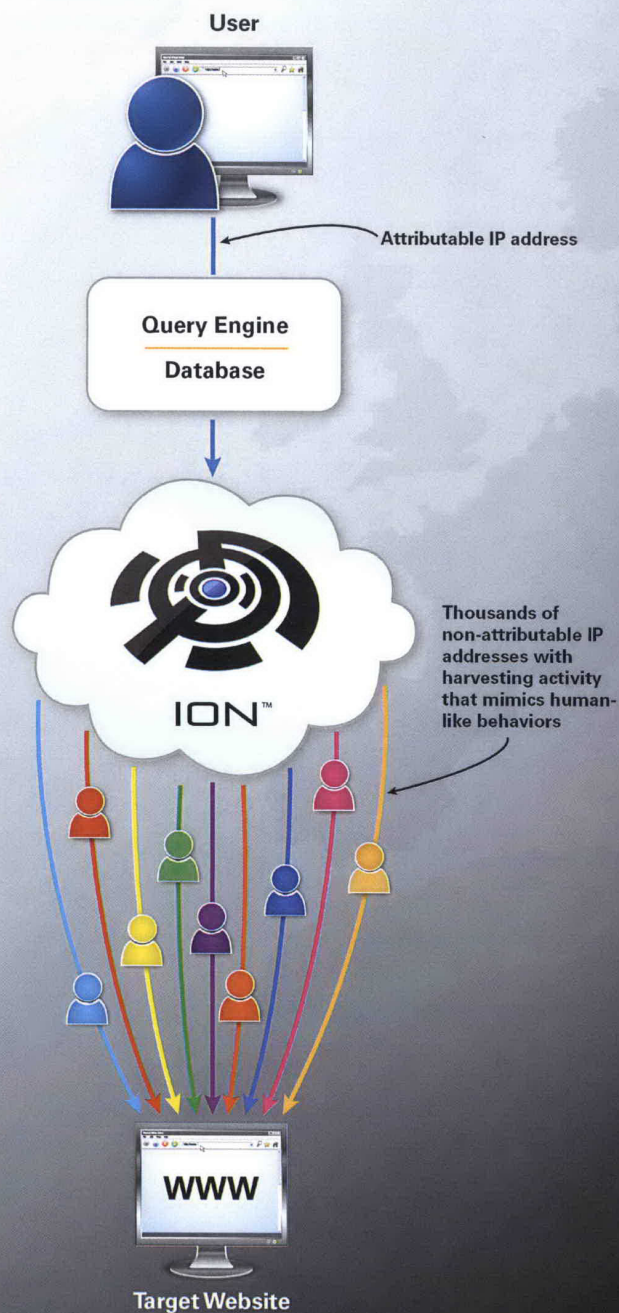 User
Attributable IP address
Query Engine
Database
ION™
Thousands of
non-attributable IP
addresses with
harvesting activity
that mimics human-
like behaviors
WWW
Target Website